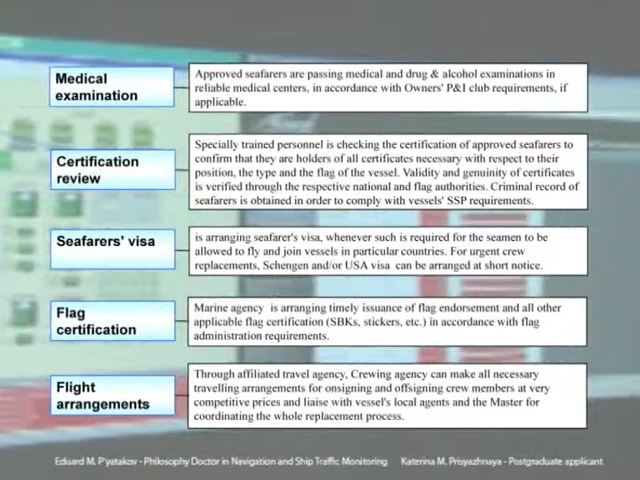 Medical
examination
Approved seafarers are passing medical and drug & alcohol examinations in
reliable medical centers, in accordance with Owners' P&I club requirements, if
applicable.
Certification
review
Specially trained personnel is checking the certification of approved seafarers to
confirm that they are holders of all certificates necessary with respect to their
position, the type and the flag of the vessel. Validity and genuinity of certificates
is verified through the respective national and flag authorities. Criminal record of
seafarers is obtained in order to comply with vessels' SSP requirements.
Seafarers' visa
is arranging seafarer's visa, whenever such is required for the seamen to be
allowed to fly and join vessels in particular countries. For urgent crew
replacements, Schengen and/or USA visa can be arranged at short notice.
Flag
certification
Marine agency is arranging timely issuance of flag endorsement and all other
applicable flag certification (SBKs, stickers, etc.) in accordance with flag
administration requirements.
Flight
arrangements
Through affiliated travel agency, Crewing agency can make all necessary
travelling arrangements for onsigning and offsigning crew members at very
competitive prices and liaise with vessel's local agents and the Master for
coordinating the whole replacement process.
Eduard M. P'yatakov - Philosophy Doctor in Navigation and Ship Traffic Monitoring Katerina M. Prisyazhnaya - Postgraduate applicant